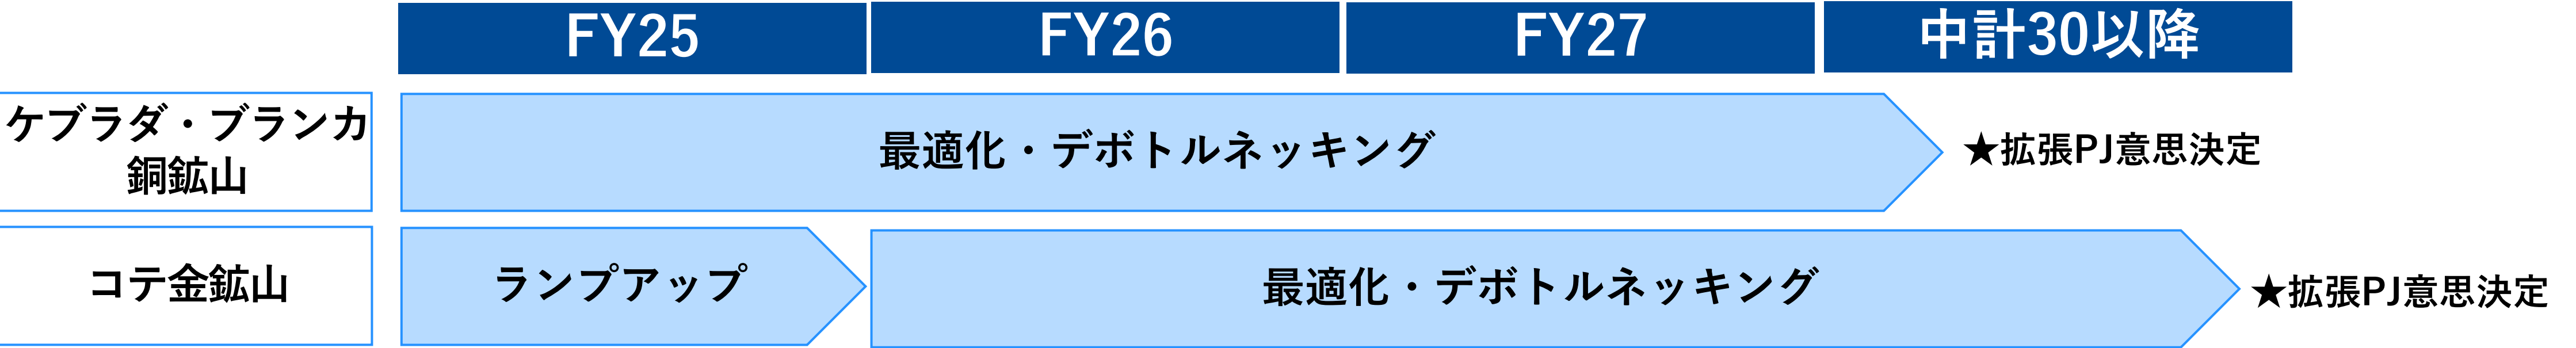 FY25
FY26
FY27
中計30以降
ケブラダ・ブランカ
銅鉱山
最適化・デボトルネッキング
★拡張PJ意思決定
コテ金鉱山
ランプアップ
最適化・デボトルネッキング
★拡張PJ意思決定